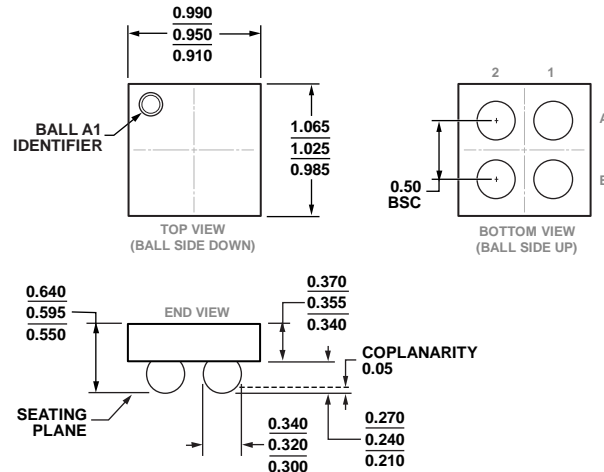 0.990
0.950
0.910
BALL A1
IDENTIFIER
1.065
1.025
0.985
TOP VIEW
(BALL SIDE DOWN)
2 1
A
0.50
BSC
BOTTOM VIEW
(BALL SIDE UP)
0.640
0.595
0.550
END VIEW
0.370
0.355
0.340
COPLANARITY
0.05
SEATING
PLANE
0.340
0.320
0.300
0.270
0.240
0.210